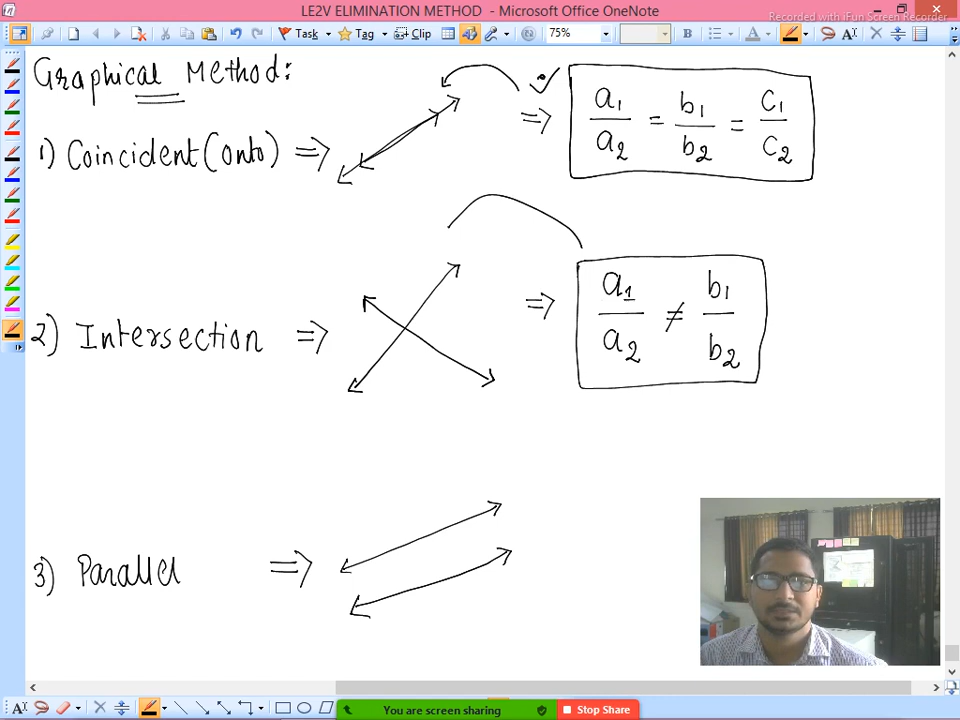 LE2V ELIMINATION METHOD - Microsoft Office OneNote
Recorded with iFun Screen Recorder
Task Tag Clip 75% B A
Graphical Method:
1) Coincident (onto) ⇒ ⇒ a1/a2 = b1/b2 = c1/c2
2) Intersection ⇒ ⇒ a1/a2 ≠ b1/b2
3) Parallel ⇒
You are screen sharing Stop Share